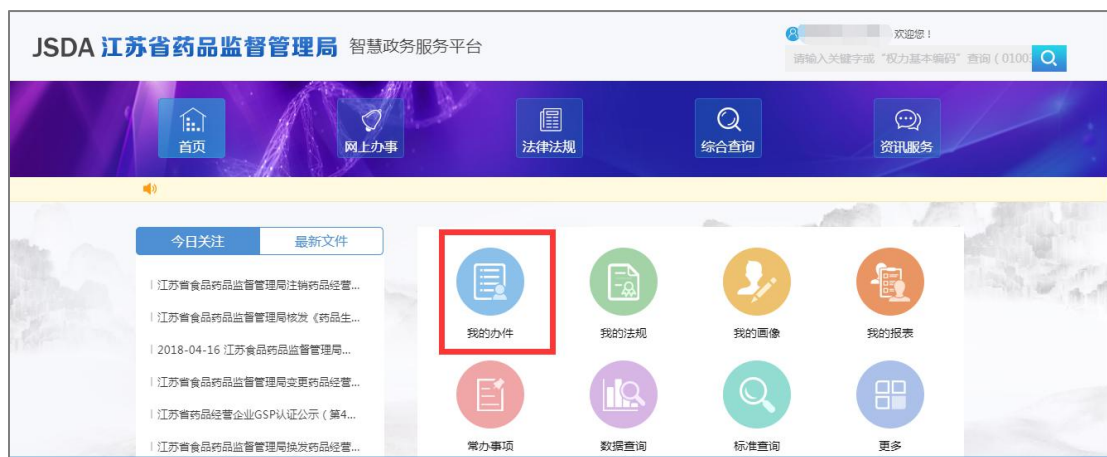 JSDA 江苏省药品监督管理局 智慧政务服务平台
欢迎您！
请输入关键字或“权力基本编码”查询（0100
首页
网上办事
法律法规
综合查询
资讯服务
今日关注
最新文件
江苏省食品药品监督管理局注销药品经营...
江苏省食品药品监督管理局核发《药品生...
2018-04-16 江苏省食品药品监督管理局...
江苏省食品药品监督管理局变更药品经营...
江苏省药品经营企业GSP认证公示（第4...
江苏省食品药品监督管理局换发药品经营...
我的办件
我的法规
我的画像
我的报表
常办事项
数据查询
标准查询
更多